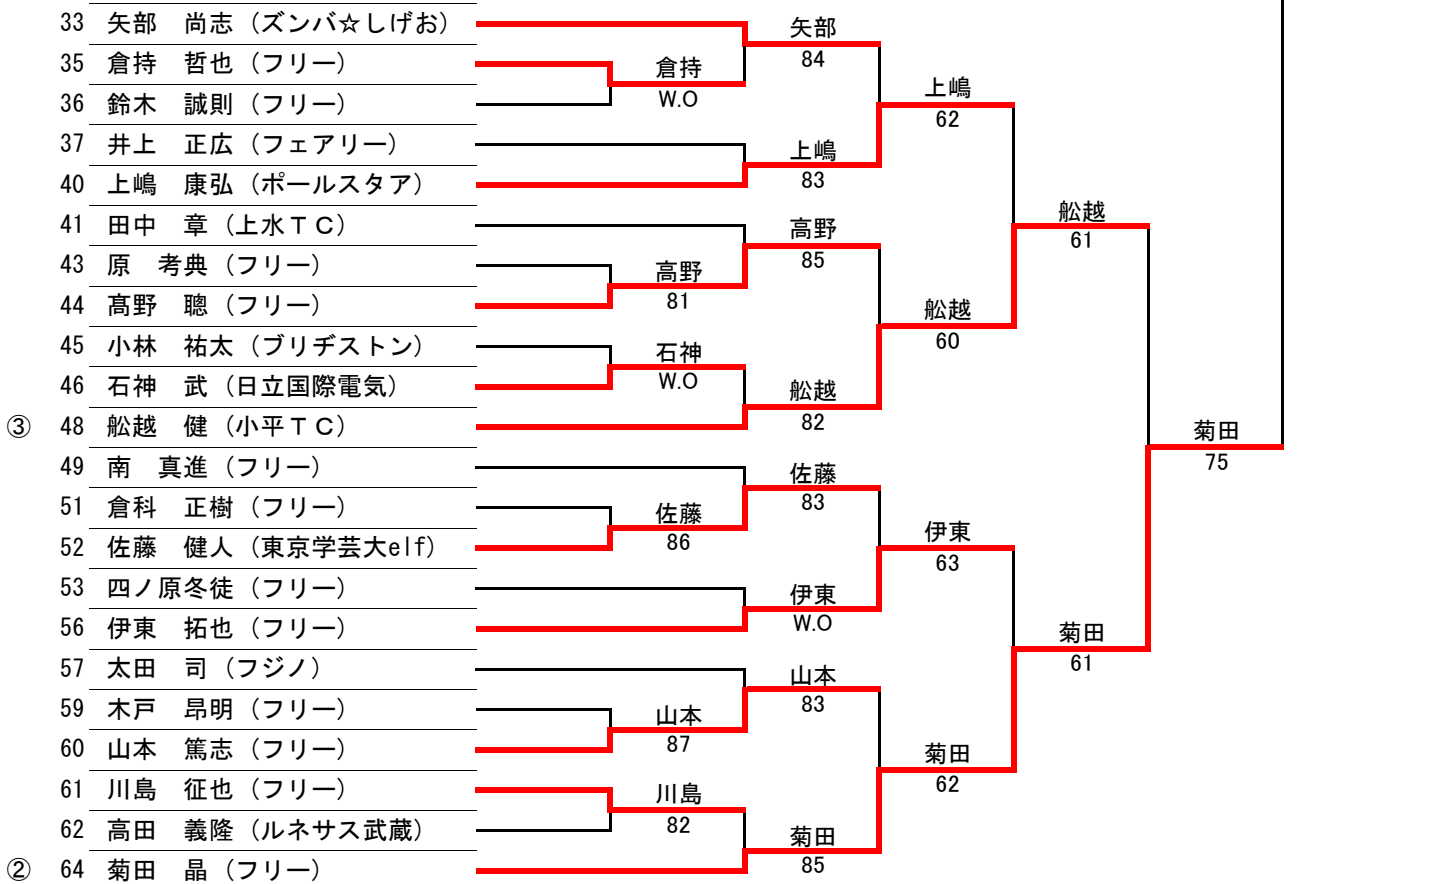 33 矢部　尚志（ズンバ☆しげお）
矢部
84
35 倉持　哲也（フリー）
倉持
W.O
36 鈴木　誠則（フリー）
上嶋
62
37 井上　正広（フェアリー）
上嶋
83
40 上嶋　康弘（ポールスタア）
41 田中　章（上水ＴＣ）
高野
85
舩越
61
43 原　考典（フリー）
高野
81
44 髙野　聰（フリー）
舩越
60
45 小林　祐太（ブリヂストン）
石神
W.O
46 石神　武（日立国際電気）
舩越
82
③ 48 舩越　健（小平ＴＣ）
菊田
75
49 南　真進（フリー）
佐藤
83
51 倉科　正樹（フリー）
佐藤
86
52 佐藤　健人（東京学芸大elf）
伊東
63
53 四ノ原冬徒（フリー）
伊東
W.O
56 伊東　拓也（フリー）
菊田
61
57 太田　司（フジノ）
山本
83
59 木戸　昂明（フリー）
山本
87
60 山本　篤志（フリー）
菊田
62
61 川島　征也（フリー）
川島
82
62 高田　義隆（ルネサス武蔵）
菊田
85
② 64 菊田　晶（フリー）